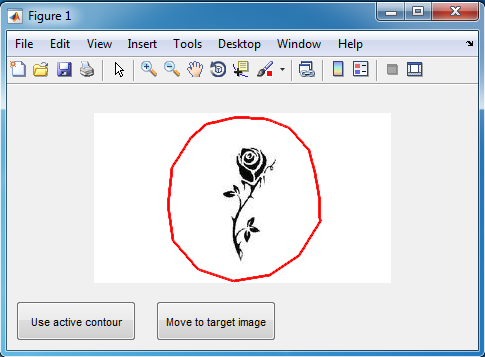 Figure 1
File Edit View Insert Tools Desktop Window Help
Use active contour Move to target image